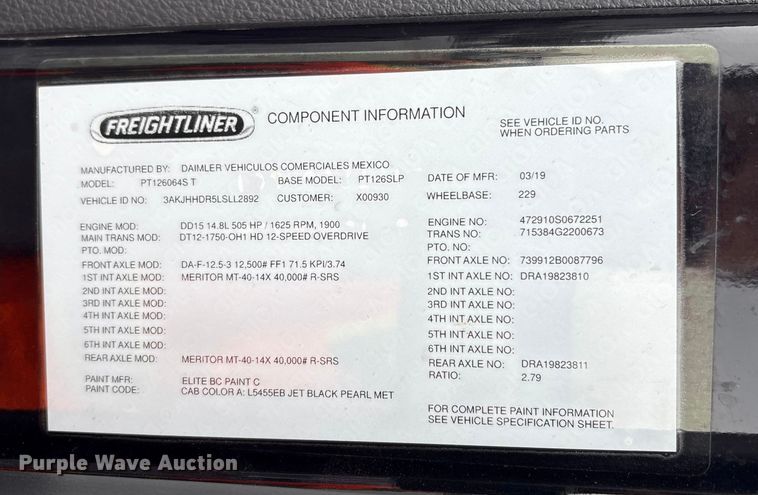 FREIGHTLINER ® COMPONENT INFORMATION
SEE VEHICLE ID NO.
WHEN ORDERING PARTS
MANUFACTURED BY: DAIMLER VEHICULOS COMERCIALES MEXICO
MODEL: PT126064S T BASE MODEL: PT126SLP DATE OF MFR: 03/19
VEHICLE ID NO: 3AKJHHDR5LSLL2892 CUSTOMER: X00930 WHEELBASE: 229
ENGINE MOD: DD15 14.8L 505 HP / 1625 RPM, 1900 ENGINE NO: 472910S0672251
MAIN TRANS MOD: DT12-1750-OH1 HD 12-SPEED OVERDRIVE TRANS NO: 715384G2200673
PTO. MOD: PTO. NO:
FRONT AXLE MOD: DA-F-12.5-3 12,500# FF1 71.5 KPI/3.74 FRONT AXLE NO: 739912B0087796
1ST INT AXLE MOD: MERITOR MT-40-14X 40,000# R-SRS 1ST INT AXLE NO: DRA19823810
2ND INT AXLE MOD: 2ND INT AXLE NO:
3RD INT AXLE MOD: 3RD INT AXLE NO:
4TH INT AXLE MOD: 4TH INT AXLE NO:
5TH INT AXLE MOD: 5TH INT AXLE NO:
6TH INT AXLE MOD: 6TH INT AXLE NO:
REAR AXLE MOD: MERITOR MT-40-14X 40,000# R-SRS REAR AXLE NO: DRA19823811
RATIO: 2.79
PAINT MFR: ELITE BC PAINT C
PAINT CODE: CAB COLOR A: L5455EB JET BLACK PEARL MET
FOR COMPLETE PAINT INFORMATION
SEE VEHICLE SPECIFICATION SHEET.
Purple Wave Auction